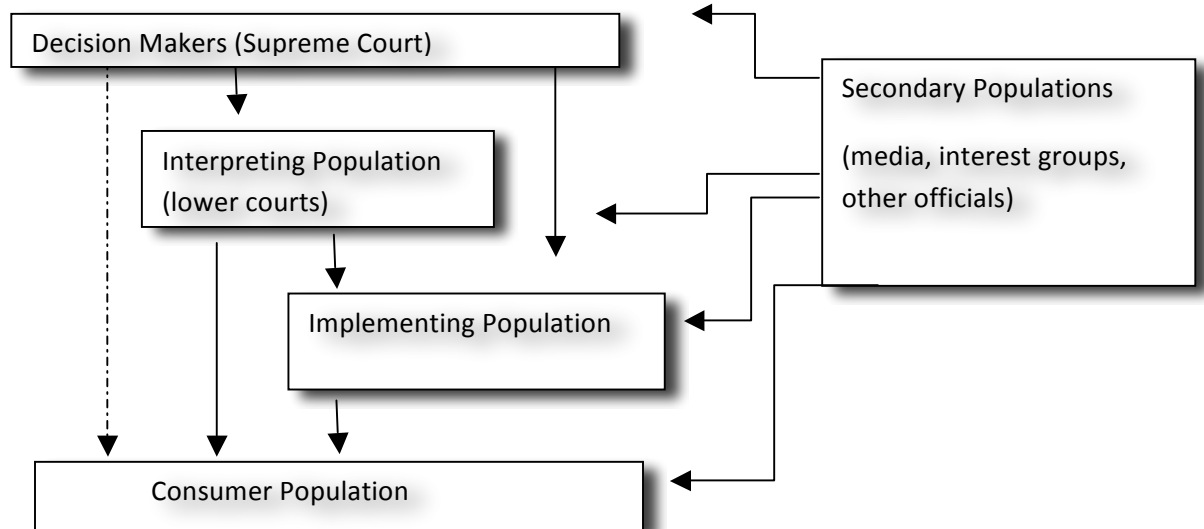 Decision Makers (Supreme Court)
Secondary Populations
(media, interest groups,
other officials)
Interpreting Population
(lower courts)
Implementing Population
Consumer Population